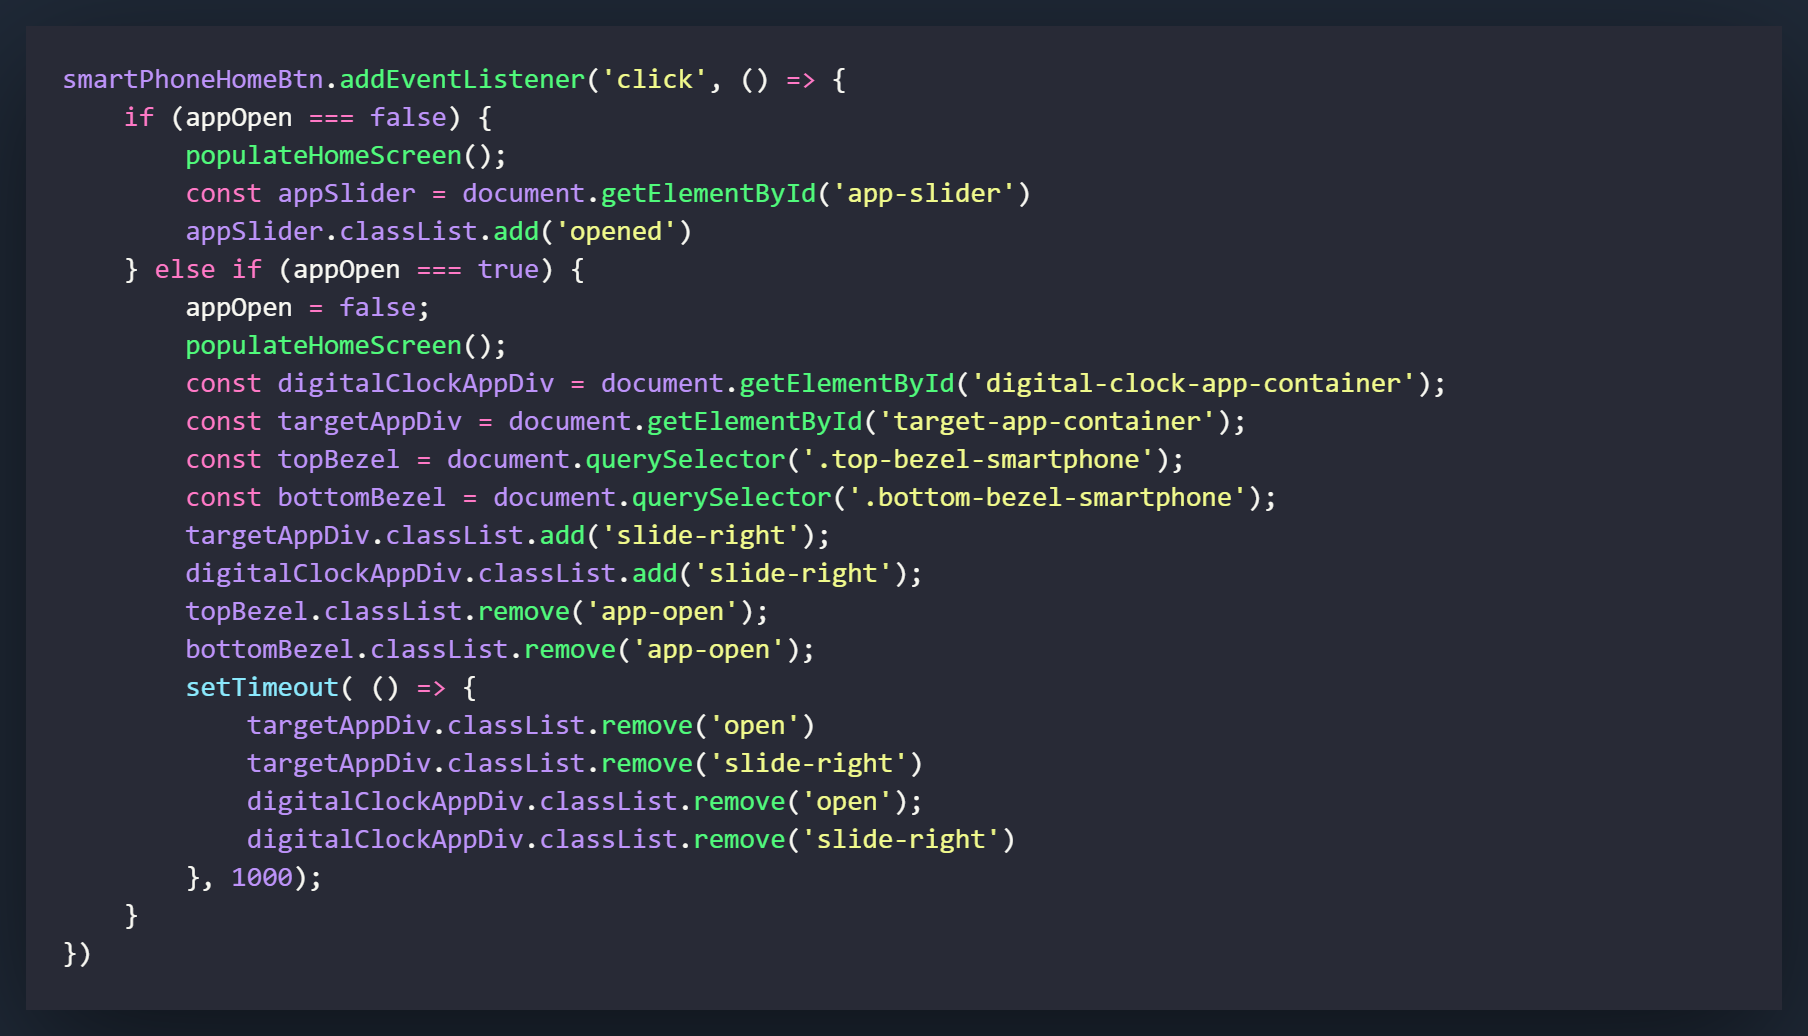 smartPhoneHomeBtn.addEventListener('click', () => {
    if (appOpen === false) {
        populateHomeScreen();
        const appSlider = document.getElementById('app-slider')
        appSlider.classList.add('opened')
    } else if (appOpen === true) {
        appOpen = false;
        populateHomeScreen();
        const digitalClockAppDiv = document.getElementById('digital-clock-app-container');
        const targetAppDiv = document.getElementById('target-app-container');
        const topBezel = document.querySelector('.top-bezel-smartphone');
        const bottomBezel = document.querySelector('.bottom-bezel-smartphone');
        targetAppDiv.classList.add('slide-right');
        digitalClockAppDiv.classList.add('slide-right');
        topBezel.classList.remove('app-open');
        bottomBezel.classList.remove('app-open');
        setTimeout( () => {
            targetAppDiv.classList.remove('open')
            targetAppDiv.classList.remove('slide-right')
            digitalClockAppDiv.classList.remove('open');
            digitalClockAppDiv.classList.remove('slide-right')
        }, 1000);
    }
})